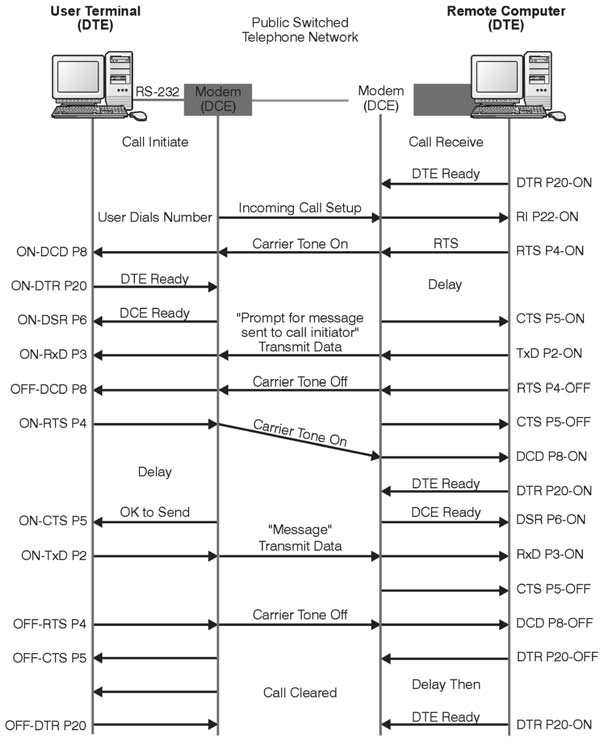 User Terminal
(DTE)
Public Switched
Telephone Network
Remote Computer
(DTE)
RS-232
Modem
(DCE)
Modem
(DCE)
Call Initiate
Call Receive
DTE Ready
DTR P20-ON
User Dials Number
Incoming Call Setup
RI P22-ON
ON-DCD P8
Carrier Tone On
RTS
RTS P4-ON
ON-DTR P20
DTE Ready
Delay
ON-DSR P6
DCE Ready
"Prompt for message
sent to call initiator"
CTS P5-ON
ON-RxD P3
Transmit Data
TxD P2-ON
OFF-DCD P8
Carrier Tone Off
RTS P4-OFF
ON-RTS P4
Carrier Tone On
CTS P5-OFF
DCD P8-ON
Delay
DTE Ready
DTR P20-ON
ON-CTS P5
OK to Send
DCE Ready
DSR P6-ON
"Message"
ON-TxD P2
Transmit Data
RxD P3-ON
CTS P5-OFF
OFF-RTS P4
Carrier Tone Off
DCD P8-OFF
OFF-CTS P5
DTR P20-OFF
Call Cleared
Delay Then
OFF-DTR P20
DTE Ready
DTR P20-ON